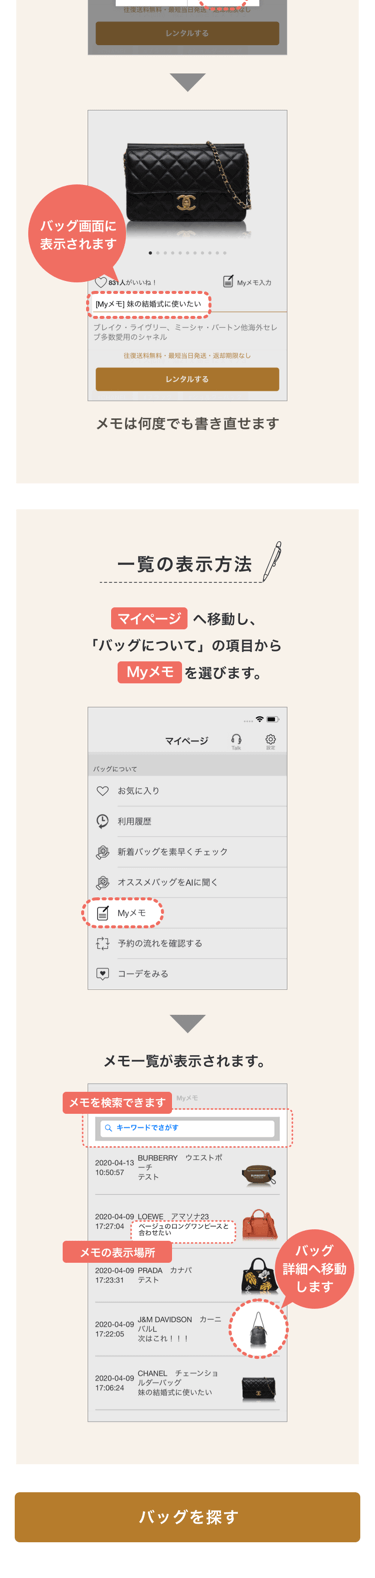 往復送料無料・最短当日発送・返却期限なし
レンタルする
バッグ画面に
表示されます
831人がいいね！
Myメモ入力
[Myメモ] 妹の結婚式に使いたい
ブレイク・ライヴリー、ミーシャ・バートン他海外セレ
ブ多数愛用のシャネル
往復送料無料・最短当日発送・返却期限なし
レンタルする
メモは何度でも書き直せます
一覧の表示方法
マイページ へ移動し、
「バッグについて」の項目から
Myメモ を選びます。
マイページ
Talk
設定
バッグについて
お気に入り
利用履歴
新着バッグを素早くチェック
オススメバッグをAIに聞く
Myメモ
予約の流れを確認する
コーデをみる
メモ一覧が表示されます。
メモを検索できます
Myメモ
キーワードでさがす
2020-04-13
10:50:57
BURBERRY ウエストポ
ーチ
テスト
2020-04-09
17:27:04
LOEWE アマソナ23
ベージュのロングワンピースと
合わせたい
メモの表示場所
2020-04-09
17:23:31
PRADA カナパ
テスト
バッグ
詳細へ移動
します
2020-04-09
17:22:05
J&M DAVIDSON カーニ
バルL
次はこれ！！！
2020-04-09
17:06:24
CHANEL チェーンショ
ルダーバッグ
妹の結婚式に使いたい
バッグを探す